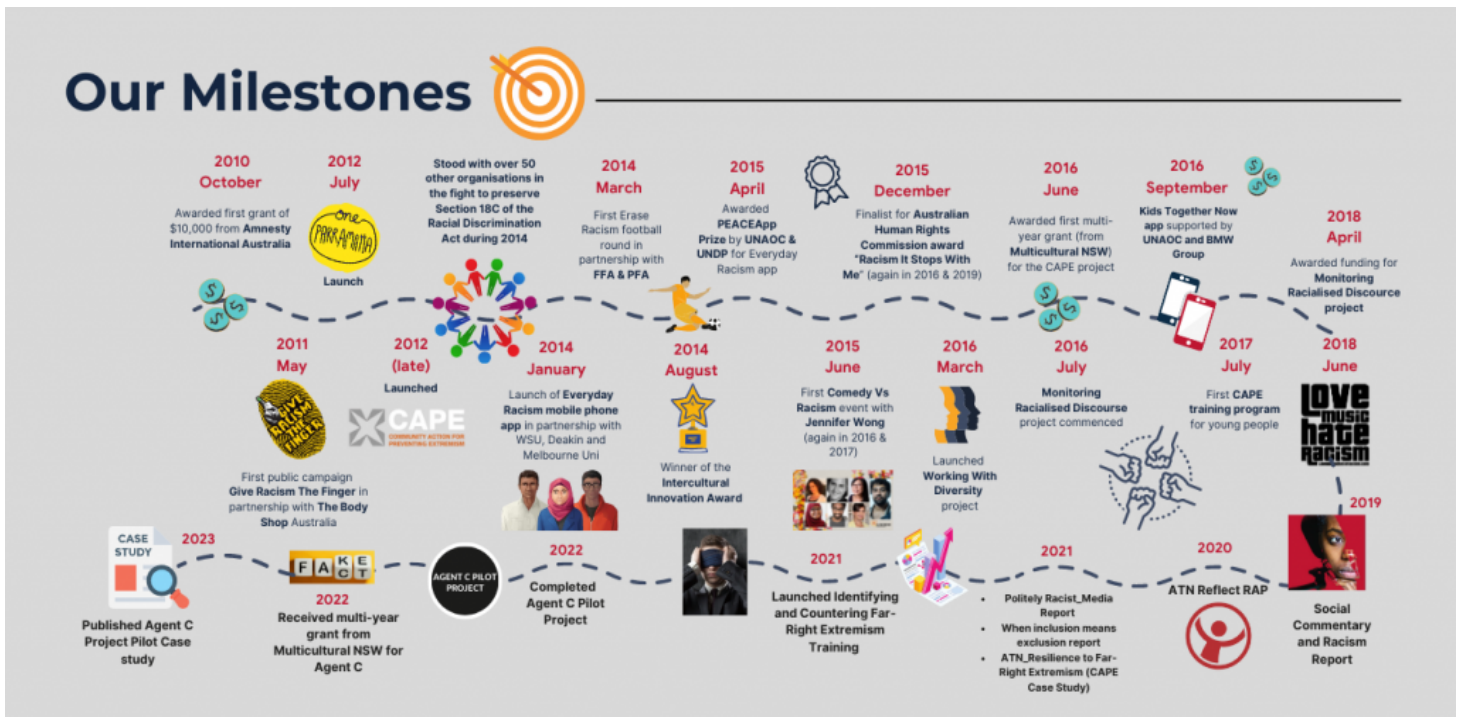 Our Milestones
2010
October
Awarded first grant of
$10,000 from Amnesty
International Australia
2012
July
One
PARRAMATTA
Launch
Stood with over 50
other organisations in
the fight to preserve
Section 18C of the
Racial Discrimination
Act during 2014
2014
March
First Erase
Racism football
round in
partnership with
FFA & PFA
2015
April
Awarded
PEACEApp
Prize by UNAOC &
UNDP for Everyday
Racism app
2015
December
Finalist for Australian
Human Rights
Commission award
"Racism It Stops With
Me" (again in 2016 & 2019)
2016
June
Awarded first multi-
year grant (from
Multicultural NSW)
for the CAPE project
2016
September
Kids Together Now
app supported by
UNAOC and BMW
Group
2018
April
Awarded funding for
Monitoring
Racialised Discource
project
2011
May
GIVE
RACISM
THE
FINGER
First public campaign
Give Racism The Finger in
partnership with The Body
Shop Australia
2012
(late)
Launched
CAPE
COMMUNITY ACTION FOR
PREVENTING EXTREMISM
2014
January
Launch of Everyday
Racism mobile phone
app in partnership with
WSU, Deakin and
Melbourne Uni
2014
August
Winner of the
Intercultural
Innovation Award
2015
June
First Comedy Vs
Racism event with
Jennifer Wong
(again in 2016 &
2017)
2016
March
Launched
Working With
Diversity
project
2016
July
Monitoring
Racialised Discourse
project commenced
2017
July
First CAPE
training program
for young people
2018
June
LOVE
MUSIC
hate
RACISM
2019
Social
Commentary
and Racism
Report
2020
ATN Reflect RAP
2021
• Politely Racist_Media
Report
• When inclusion means
exclusion report
• ATN_Resilience to Far-
Right Extremism (CAPE
Case Study)
2021
Launched Identifying
and Countering Far-
Right Extremism
Training
2022
Completed
Agent C Pilot
Project
AGENT C PILOT
PROJECT
FAKE
CT
2022
Received multi-year
grant from
Multicultural NSW for
Agent C
2023
CASE
STUDY
Published Agent C
Project Pilot Case
study